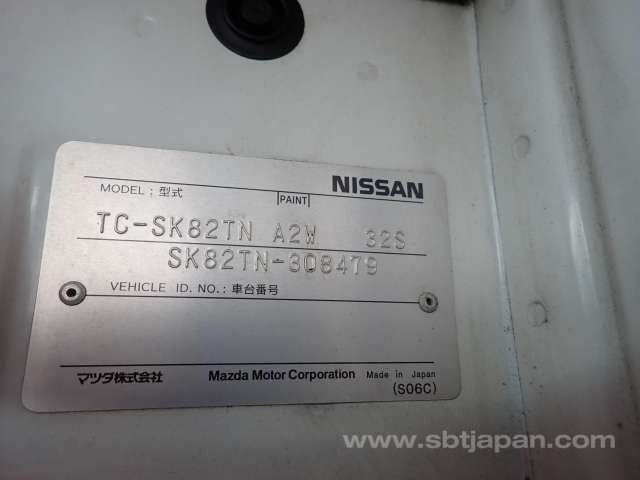 NISSAN
MODEL ; 型式 PAINT
TC-SK82TN A2W 32S
SK82TN-308479
VEHICLE ID. NO. ; 車台番号
マツダ株式会社 Mazda Motor Corporation Made in Japan
(S06C)
www.sbtjapan.com